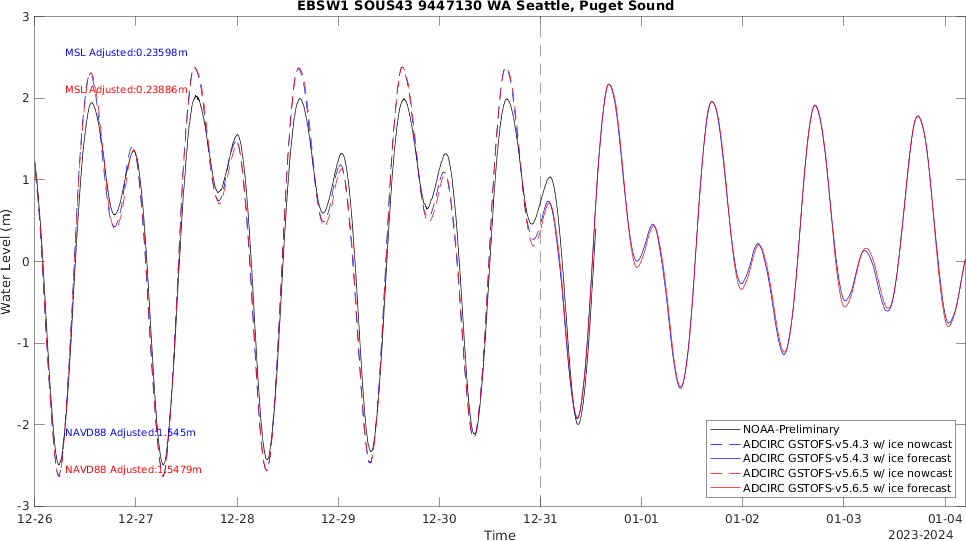 EBSW1 SOUS43 9447130 WA Seattle, Puget Sound
3
2
1
0
-1
-2
-3
Water Level (m)
MSL Adjusted:0.23598m
MSL Adjusted:0.23886m
NAVD88 Adjusted:1.545m
NAVD88 Adjusted:1.5479m
NOAA-Preliminary
ADCIRC GSTOFS-v5.4.3 w/ ice nowcast
ADCIRC GSTOFS-v5.4.3 w/ ice forecast
ADCIRC GSTOFS-v5.6.5 w/ ice nowcast
ADCIRC GSTOFS-v5.6.5 w/ ice forecast
12-26 12-27 12-28 12-29 12-30 12-31 01-01 01-02 01-03 01-04
Time
2023-2024